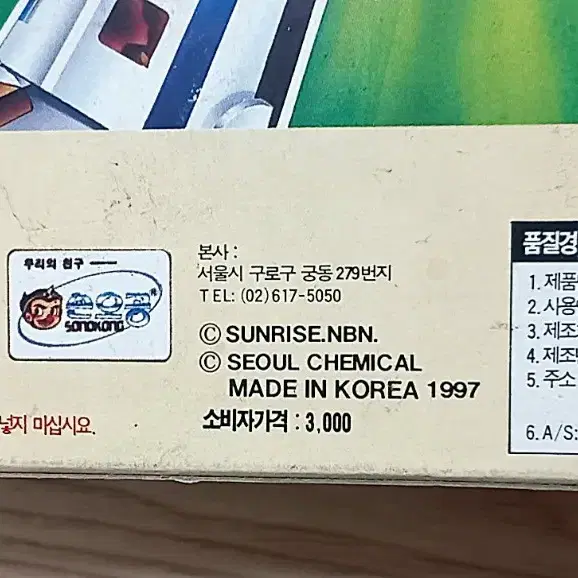 우리의 친구
손오공
SONOKONG
넣지 마십시요.
본사 :
서울시 구로구 궁동 279번지
TEL: (02) 617-5050
© SUNRISE.NBN.
© SEOUL CHEMICAL
MADE IN KOREA 1997
소비자가격 : 3,000
품질경
1. 제품
2. 사용
3. 제조
4. 제조
5. 주소
6. A/S: